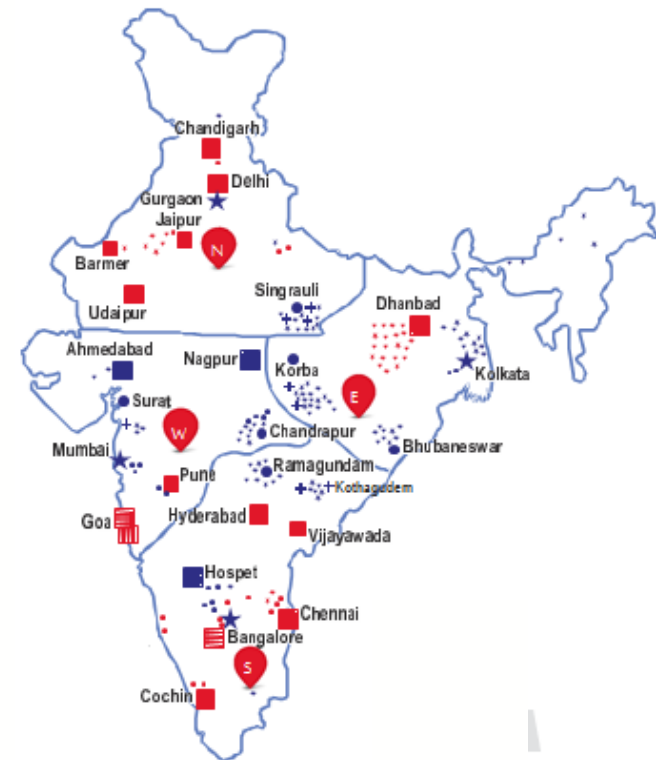 Chandigarh
Delhi
Gurgaon
Jaipur
N
Barmer
Udaipur
Singrauli
Dhanbad
Ahmedabad
Nagpur
Korba
Kolkata
Surat
E
W
Chandrapur
Bhubaneswar
Mumbai
Ramagundam
Pune
Kothagudem
Goa
Hyderabad
Vijayawada
Hospet
Chennai
Bangalore
S
Cochin